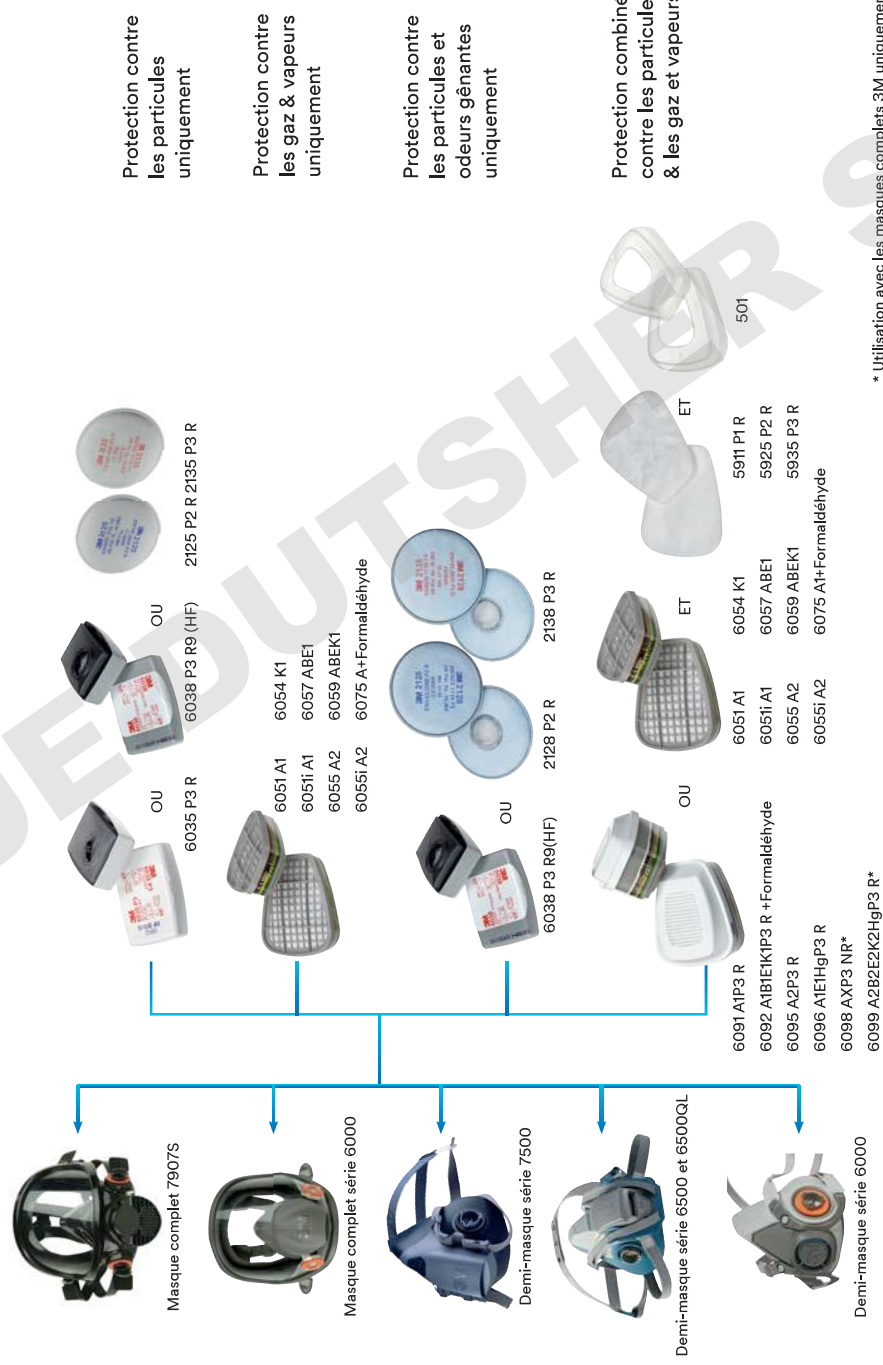 Protection contre
les particules
uniquement
Protection contre
les gaz & vapeurs
uniquement
Protection contre
les particules et
odeurs gênantes
uniquement
Protection combiné
contre les particule
& les gaz et vapeurs
6035 P3 R
OU
6038 P3 R9 (HF)
OU
2125 P2 R 2135 P3 R
6051 A1
6051i A1
6055 A2
6055i A2
6054 K1
6057 ABE1
6059 ABEK1
6075 A+Formaldéhyde
6038 P3 R9(HF)
OU
2128 P2 R
2138 P3 R
6091 A1P3 R
6092 A1B1E1K1P3 R +Formaldéhyde
6095 A2P3 R
6096 A1E1HgP3 R
6098 AXP3 NR*
6099 A2B2E2K2HgP3 R*
OU
6051 A1
6051i A1
6055 A2
6055i A2
6054 K1
6057 ABE1
6059 ABEK1
6075 A1+Formaldéhyde
ET
5911 P1 R
5925 P2 R
5935 P3 R
ET
501
Masque complet 7907S
Masque complet série 6000
Demi-masque série 7500
Demi-masque série 6500 et 6500QL
Demi-masque série 6000
* Utilisation avec les masques complets 3M uniquemen
UE DUTSHER S